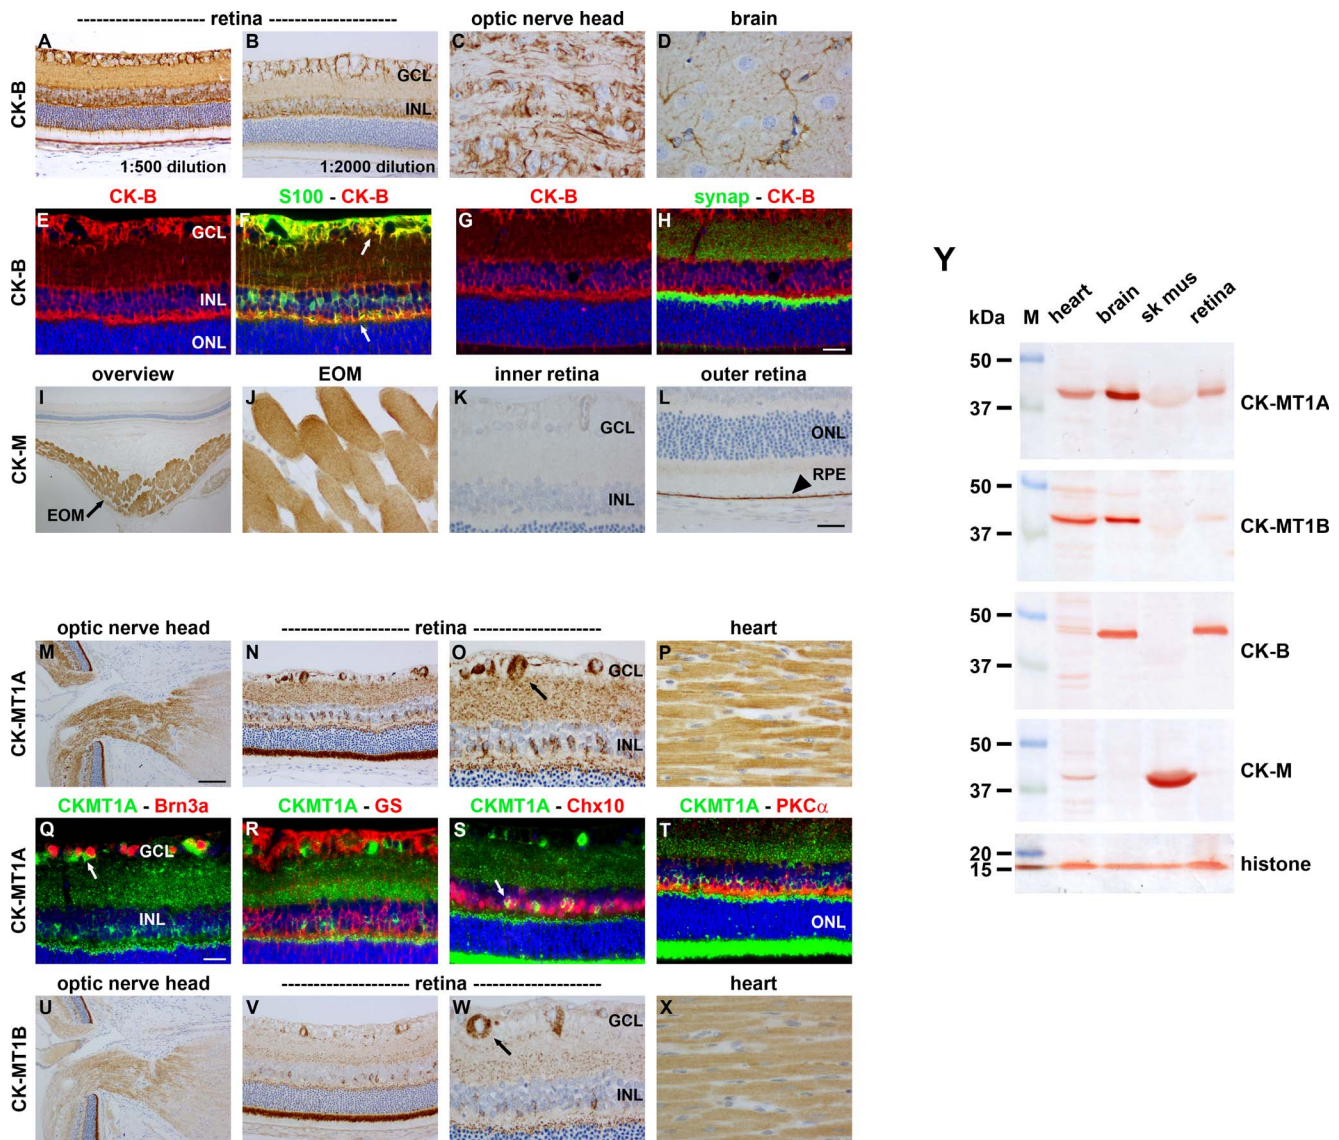 -------------------- retina --------------------
optic nerve head
brain
CK-B
A
1:500 dilution
B
GCL
INL
1:2000 dilution
C
D
CK-B
S100 - CK-B
CK-B
synap - CK-B
CK-B
E
GCL
INL
ONL
F
G
H
overview
EOM
inner retina
outer retina
CK-M
I
EOM
J
K
GCL
INL
L
ONL
RPE
optic nerve head
-------------------- retina --------------------
heart
CK-MT1A
M
N
O
GCL
INL
P
CKMT1A - Brn3a
CKMT1A - GS
CKMT1A - Chx10
CKMT1A - PKCα
CK-MT1A
Q
GCL
INL
R
S
T
ONL
optic nerve head
-------------------- retina --------------------
heart
CK-MT1B
U
V
W
GCL
INL
X
Y
kDa M heart brain sk mus retina
50
37
CK-MT1A
50
37
CK-MT1B
50
37
CK-B
50
37
CK-M
20
15
histone